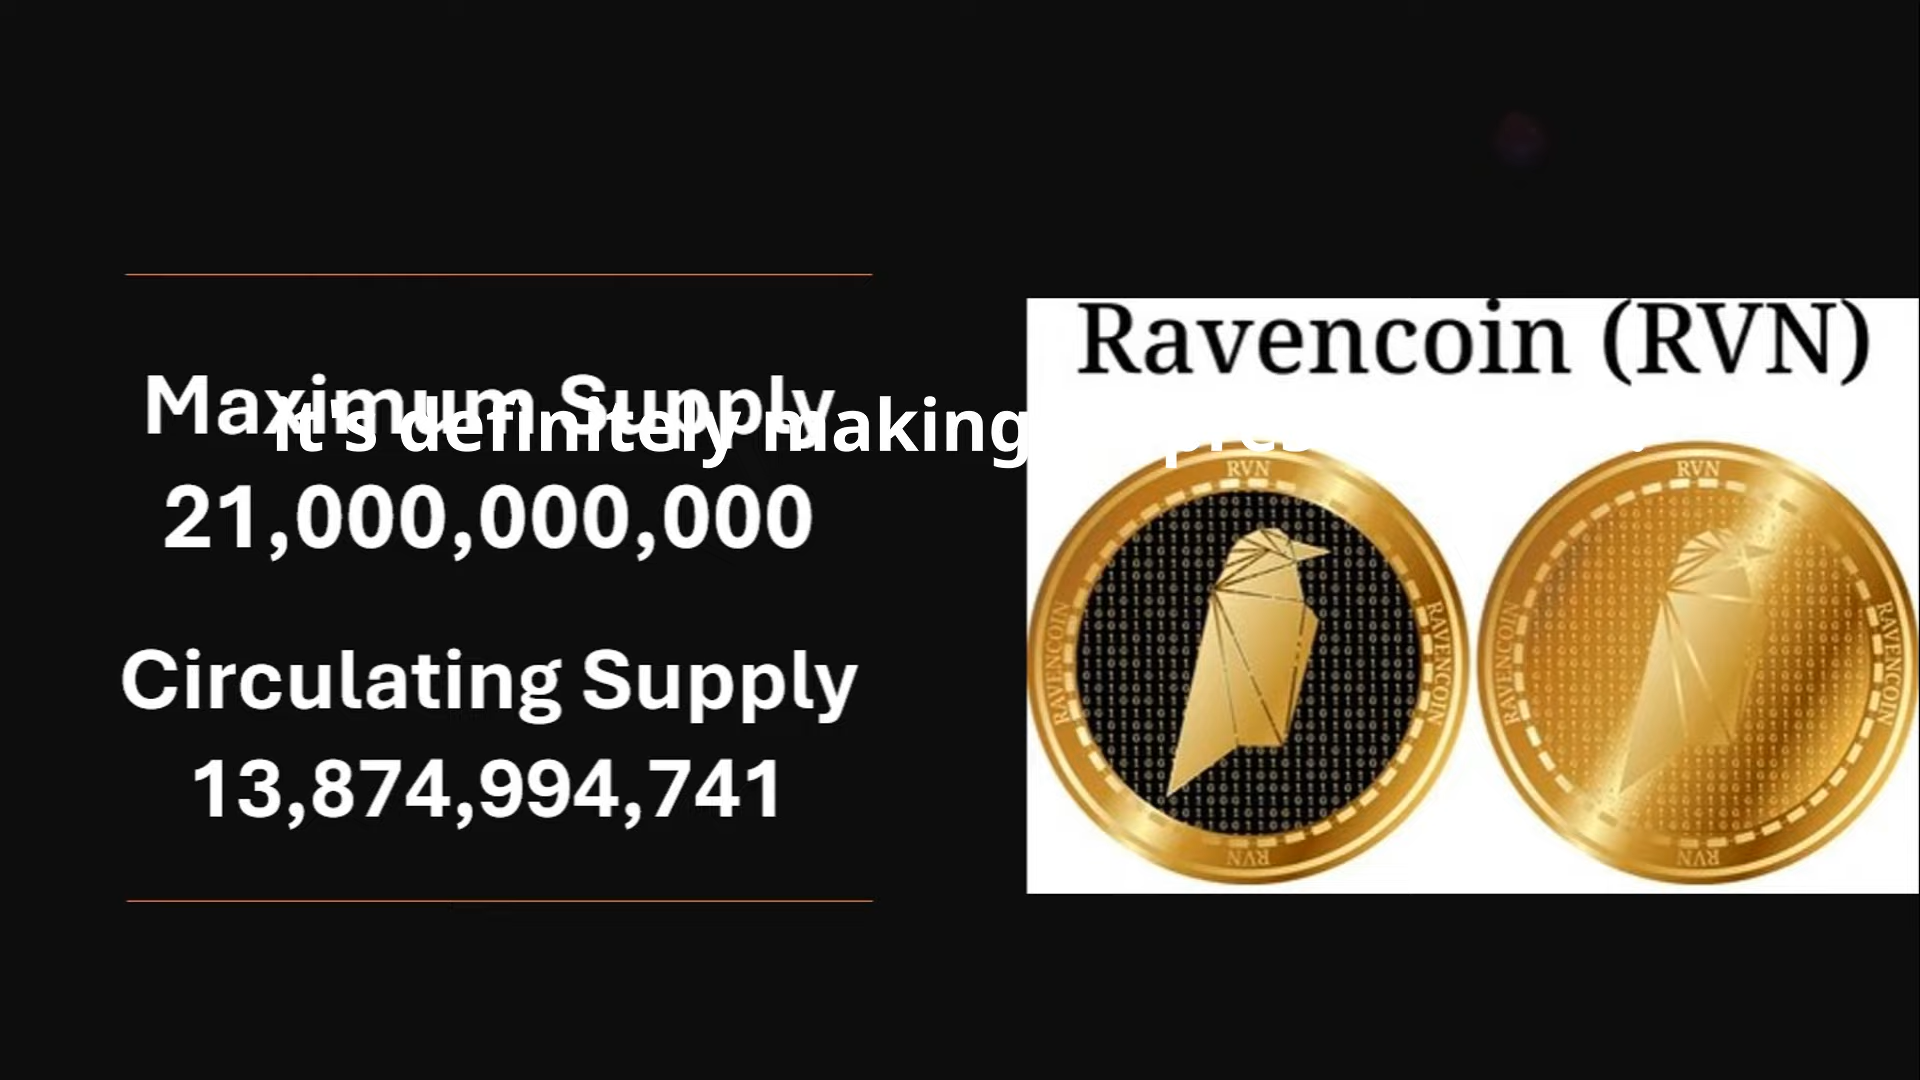 Ravencoin (RVN)
Maximum Supply
It's definitely making
21,000,000,000
Circulating Supply
13,874,994,741
RVN
RAVENCOIN
RAVENCOIN
RVN
RVN
RAVENCOIN
RAVENCOIN
RVN